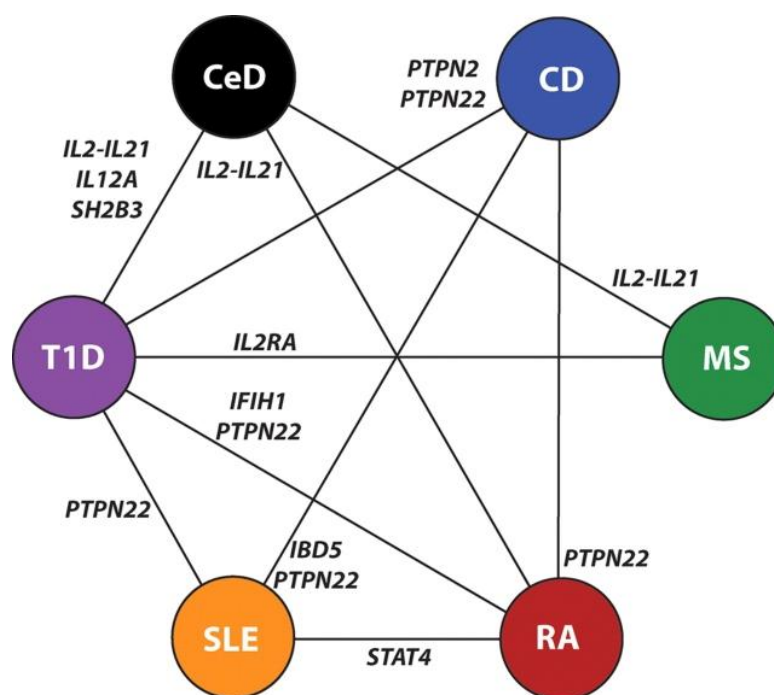 CeD
CD
PTPN2
PTPN22
IL2-IL21
IL12A
SH2B3
IL2-IL21
IL2-IL21
T1D
IL2RA
MS
IFIH1
PTPN22
PTPN22
IBD5
PTPN22
PTPN22
SLE
STAT4
RA